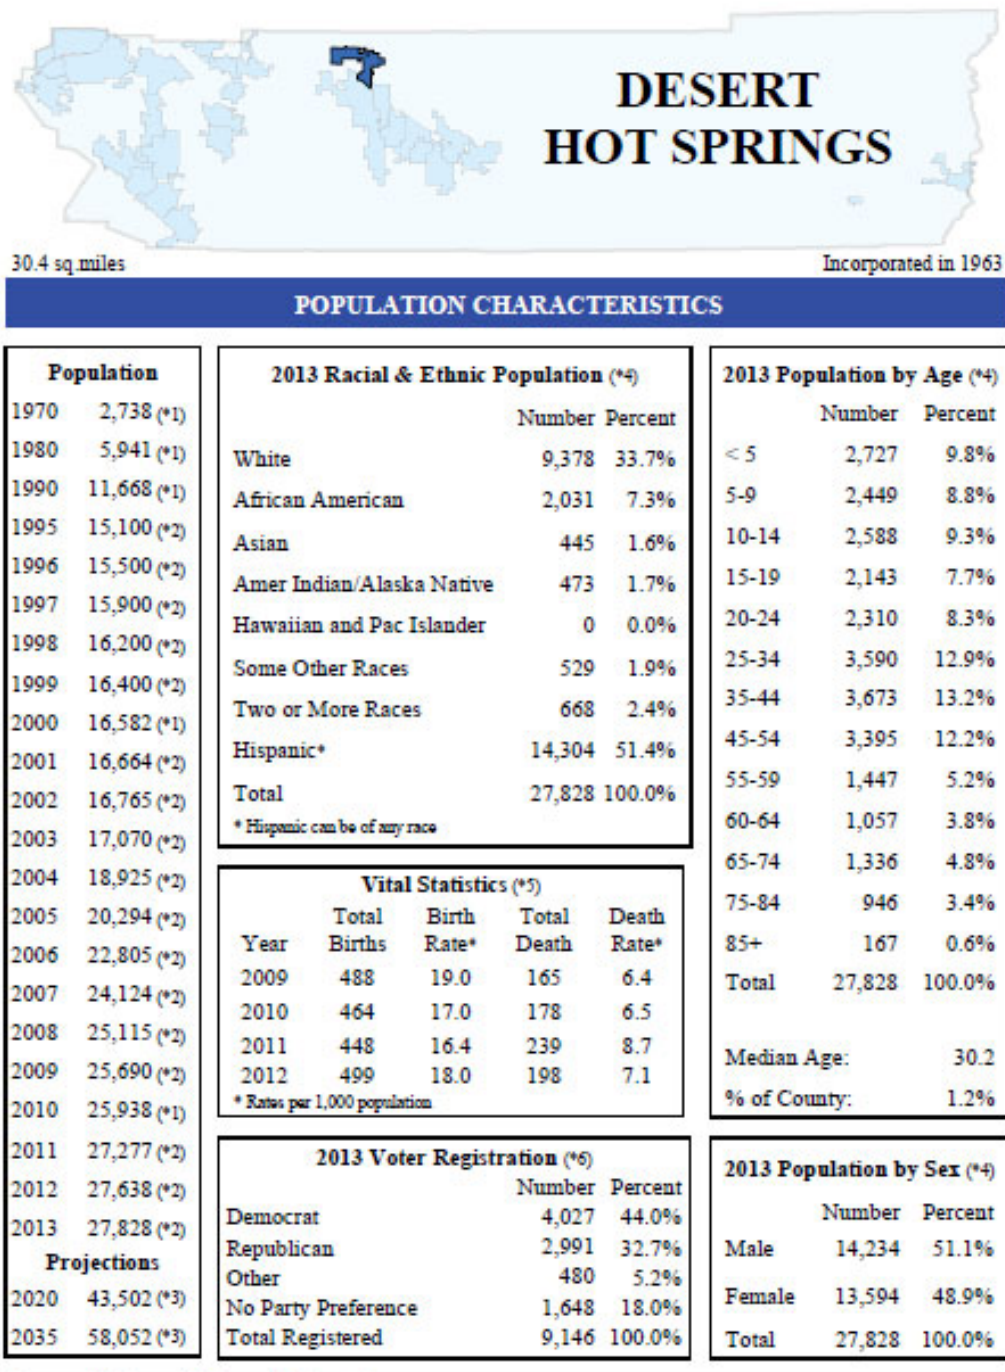 DESERT
HOT SPRINGS
30.4 sq.miles
Incorporated in 1963
POPULATION CHARACTERISTICS
Population
1970 2,738 (*1)
1980 5,941 (*1)
1990 11,668 (*1)
1995 15,100 (*2)
1996 15,500 (*2)
1997 15,900 (*2)
1998 16,200 (*2)
1999 16,400 (*2)
2000 16,582 (*1)
2001 16,664 (*2)
2002 16,765 (*2)
2003 17,070 (*2)
2004 18,925 (*2)
2005 20,294 (*2)
2006 22,805 (*2)
2007 24,124 (*2)
2008 25,115 (*2)
2009 25,690 (*2)
2010 25,938 (*1)
2011 27,277 (*2)
2012 27,638 (*2)
2013 27,828 (*2)
Projections
2020 43,502 (*3)
2035 58,052 (*3)
2013 Racial & Ethnic Population (*4)
Number Percent
White 9,378 33.7%
African American 2,031 7.3%
Asian 445 1.6%
Amer Indian/Alaska Native 473 1.7%
Hawaiian and Pac Islander 0 0.0%
Some Other Races 529 1.9%
Two or More Races 668 2.4%
Hispanic* 14,304 51.4%
Total 27,828 100.0%
* Hispanic can be of any race
Vital Statistics (*5)
Total Birth Total Death
Year Births Rate* Death Rate*
2009 488 19.0 165 6.4
2010 464 17.0 178 6.5
2011 448 16.4 239 8.7
2012 499 18.0 198 7.1
* Rates per 1,000 population
2013 Voter Registration (*6)
Number Percent
Democrat 4,027 44.0%
Republican 2,991 32.7%
Other 480 5.2%
No Party Preference 1,648 18.0%
Total Registered 9,146 100.0%
2013 Population by Age (*4)
Number Percent
< 5 2,727 9.8%
5-9 2,449 8.8%
10-14 2,588 9.3%
15-19 2,143 7.7%
20-24 2,310 8.3%
25-34 3,590 12.9%
35-44 3,673 13.2%
45-54 3,395 12.2%
55-59 1,447 5.2%
60-64 1,057 3.8%
65-74 1,336 4.8%
75-84 946 3.4%
85+ 167 0.6%
Total 27,828 100.0%
Median Age: 30.2
% of County: 1.2%
2013 Population by Sex (*4)
Number Percent
Male 14,234 51.1%
Female 13,594 48.9%
Total 27,828 100.0%